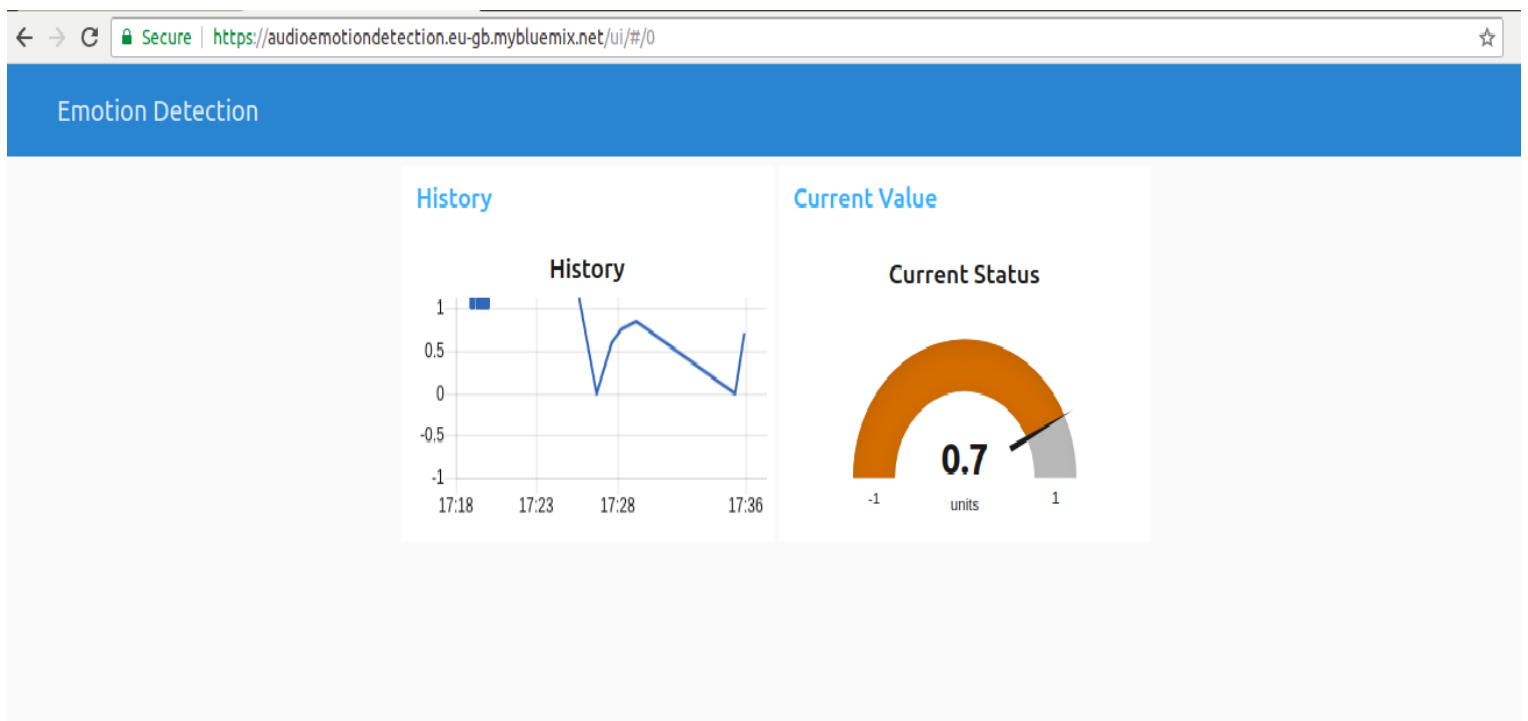 Secure | https://audioemotiondetection.eu-gb.mybluemix.net/ui/#/0
Emotion Detection
History
History
1
0.5
0
-0.5
-1
17:18 17:23 17:28 17:36
Current Value
Current Status
0.7
-1 units 1